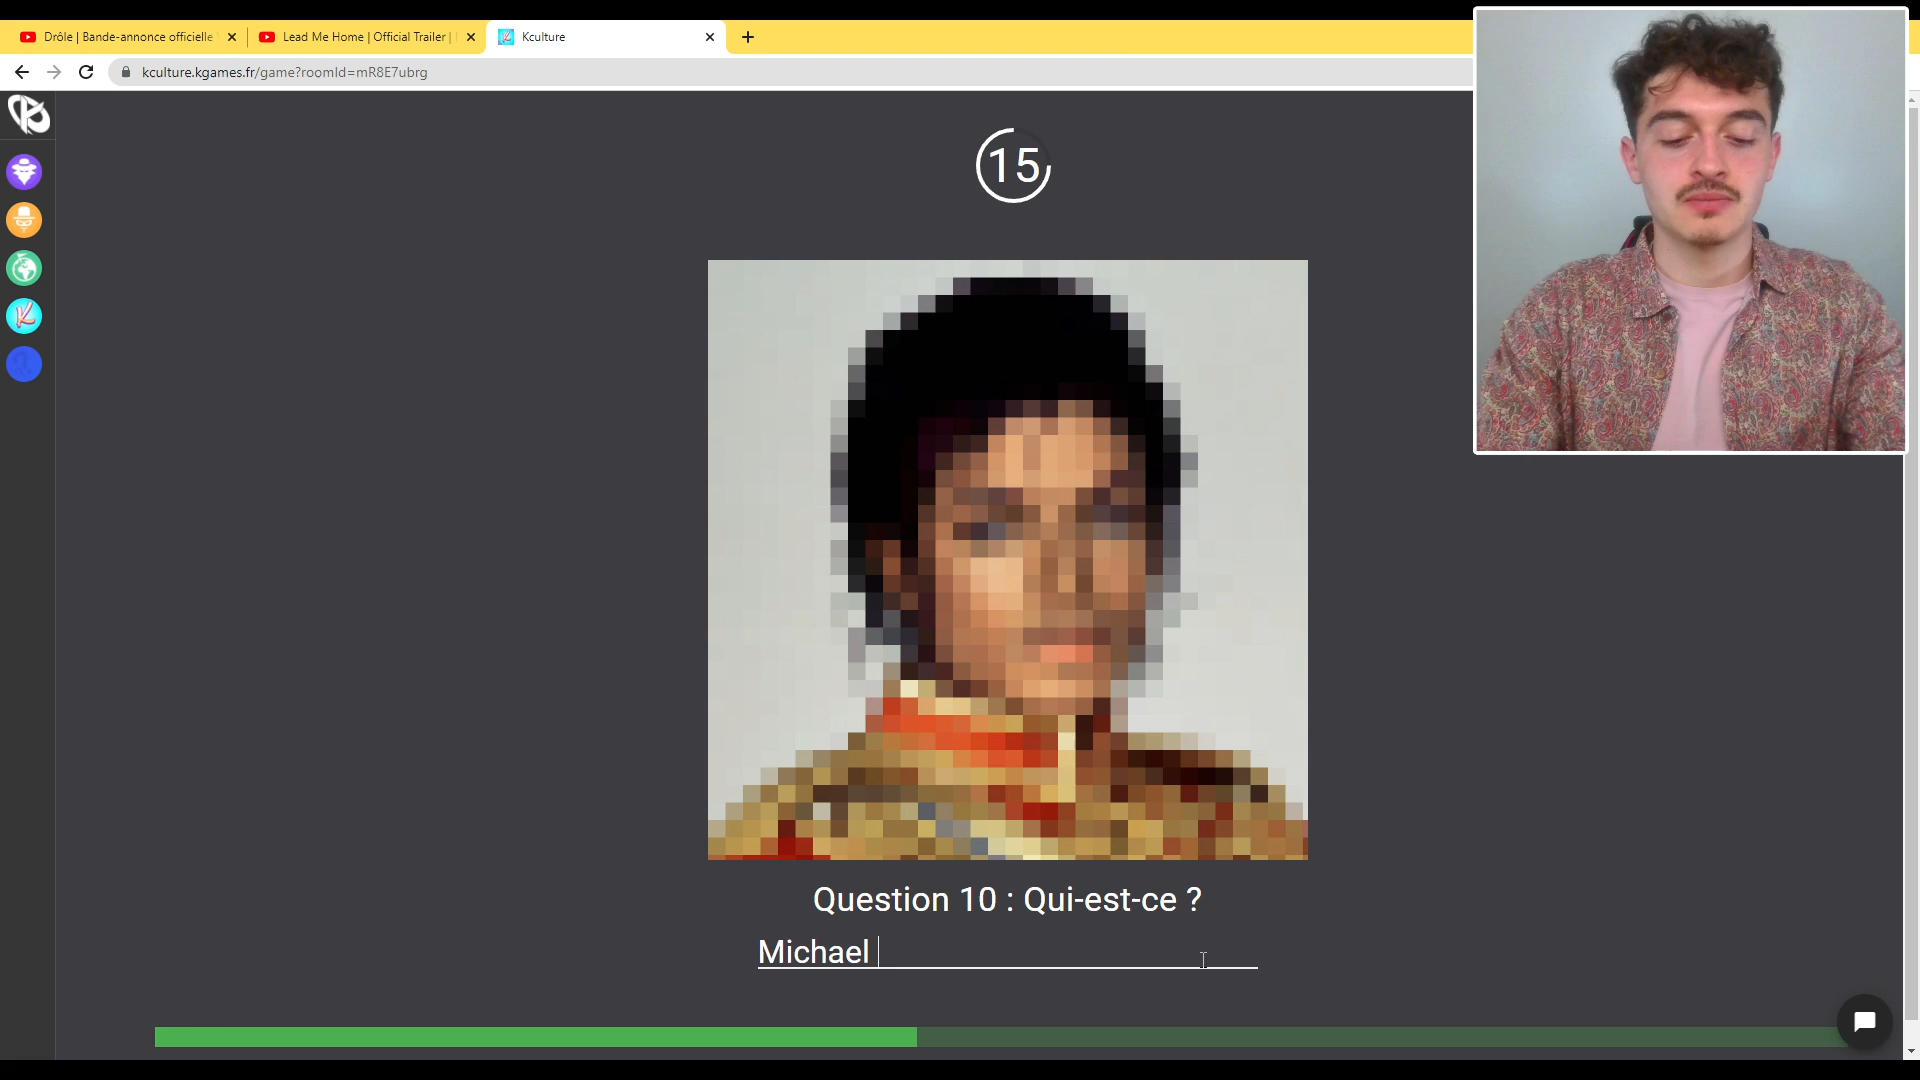 Drôle | Bande-annonce officielle
Lead Me Home | Official Trailer |
Kculture
kculture.kgames.fr/game?roomId=mR8E7ubrg
15
Question 10 : Qui-est-ce ?
Michael